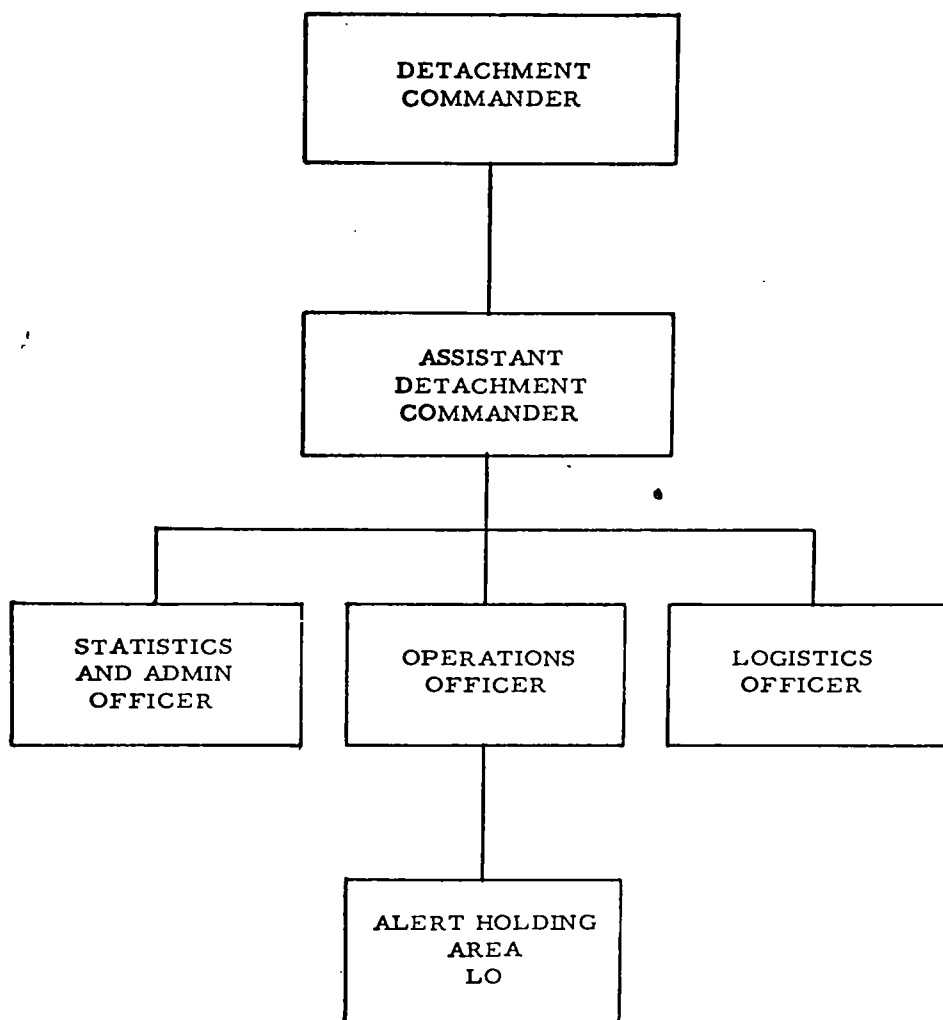 DETACHMENT
COMMANDER
ASSISTANT
DETACHMENT
COMMANDER
STATISTICS
AND ADMIN
OFFICER
OPERATIONS
OFFICER
LOGISTICS
OFFICER
ALERT HOLDING
AREA
LO